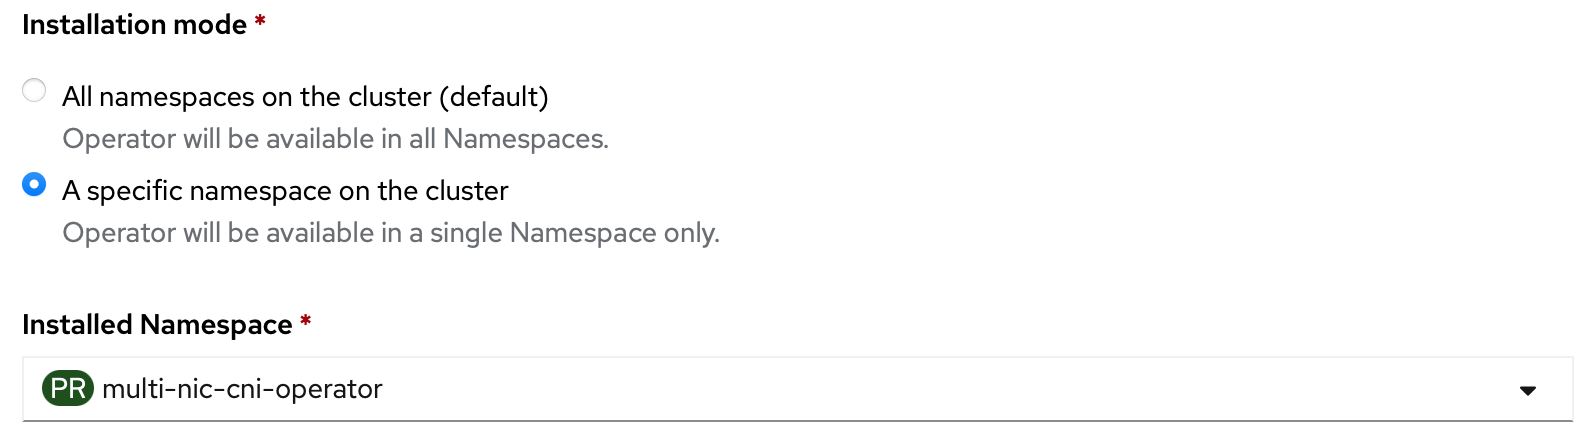 Installation mode *
All namespaces on the cluster (default)
Operator will be available in all Namespaces.
A specific namespace on the cluster
Operator will be available in a single Namespace only.
Installed Namespace *
PR multi-nic-cni-operator